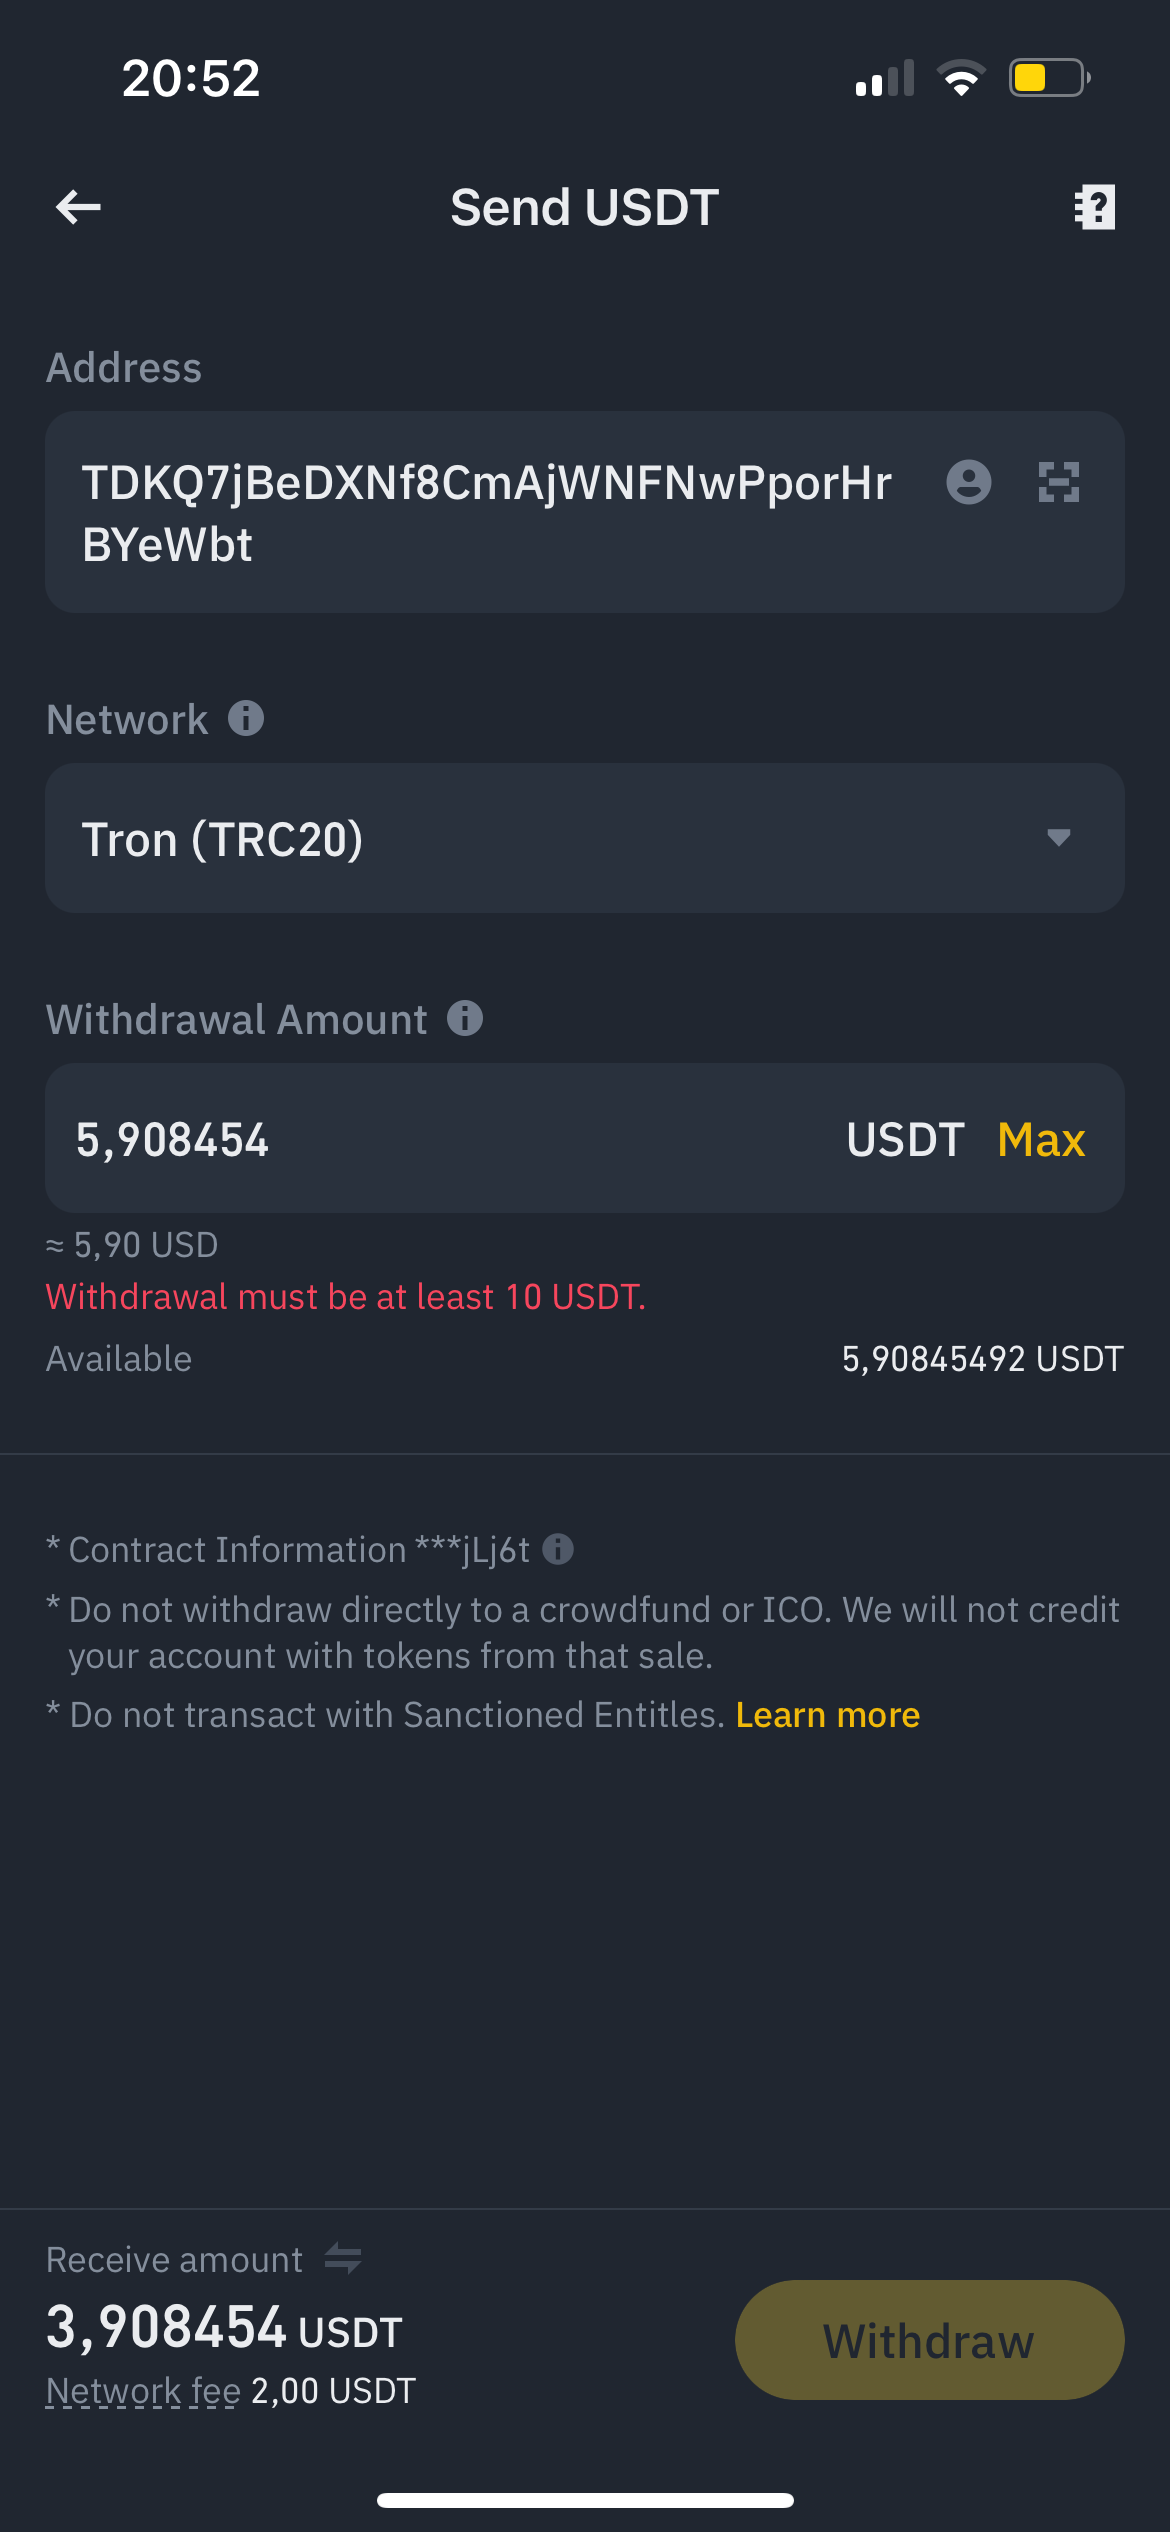 20:52
Send USDT
Address
TDKQ7jBeDXNf8CmAjWNFNwPporHr
BYeWbt
Network
Tron (TRC20)
Withdrawal Amount
5,908454 USDT Max
≈ 5,90 USD
Withdrawal must be at least 10 USDT.
Available 5,90845492 USDT
* Contract Information ***jLj6t
* Do not withdraw directly to a crowdfund or ICO. We will not credit
your account with tokens from that sale.
* Do not transact with Sanctioned Entitles. Learn more
Receive amount
3,908454 USDT
Withdraw
Network fee 2,00 USDT